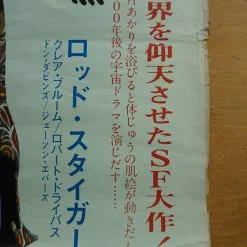 界を仰天させたSF大作!
月あかりを浴びると体じゅうの肌絵が動きだし
00年後の宇宙ドラマを演じだす……
ロッド・スタイガー
クレア・ブルーム/ロバート・ドライバス
ドン・ダビンズ/ジェーソン・エバーズ